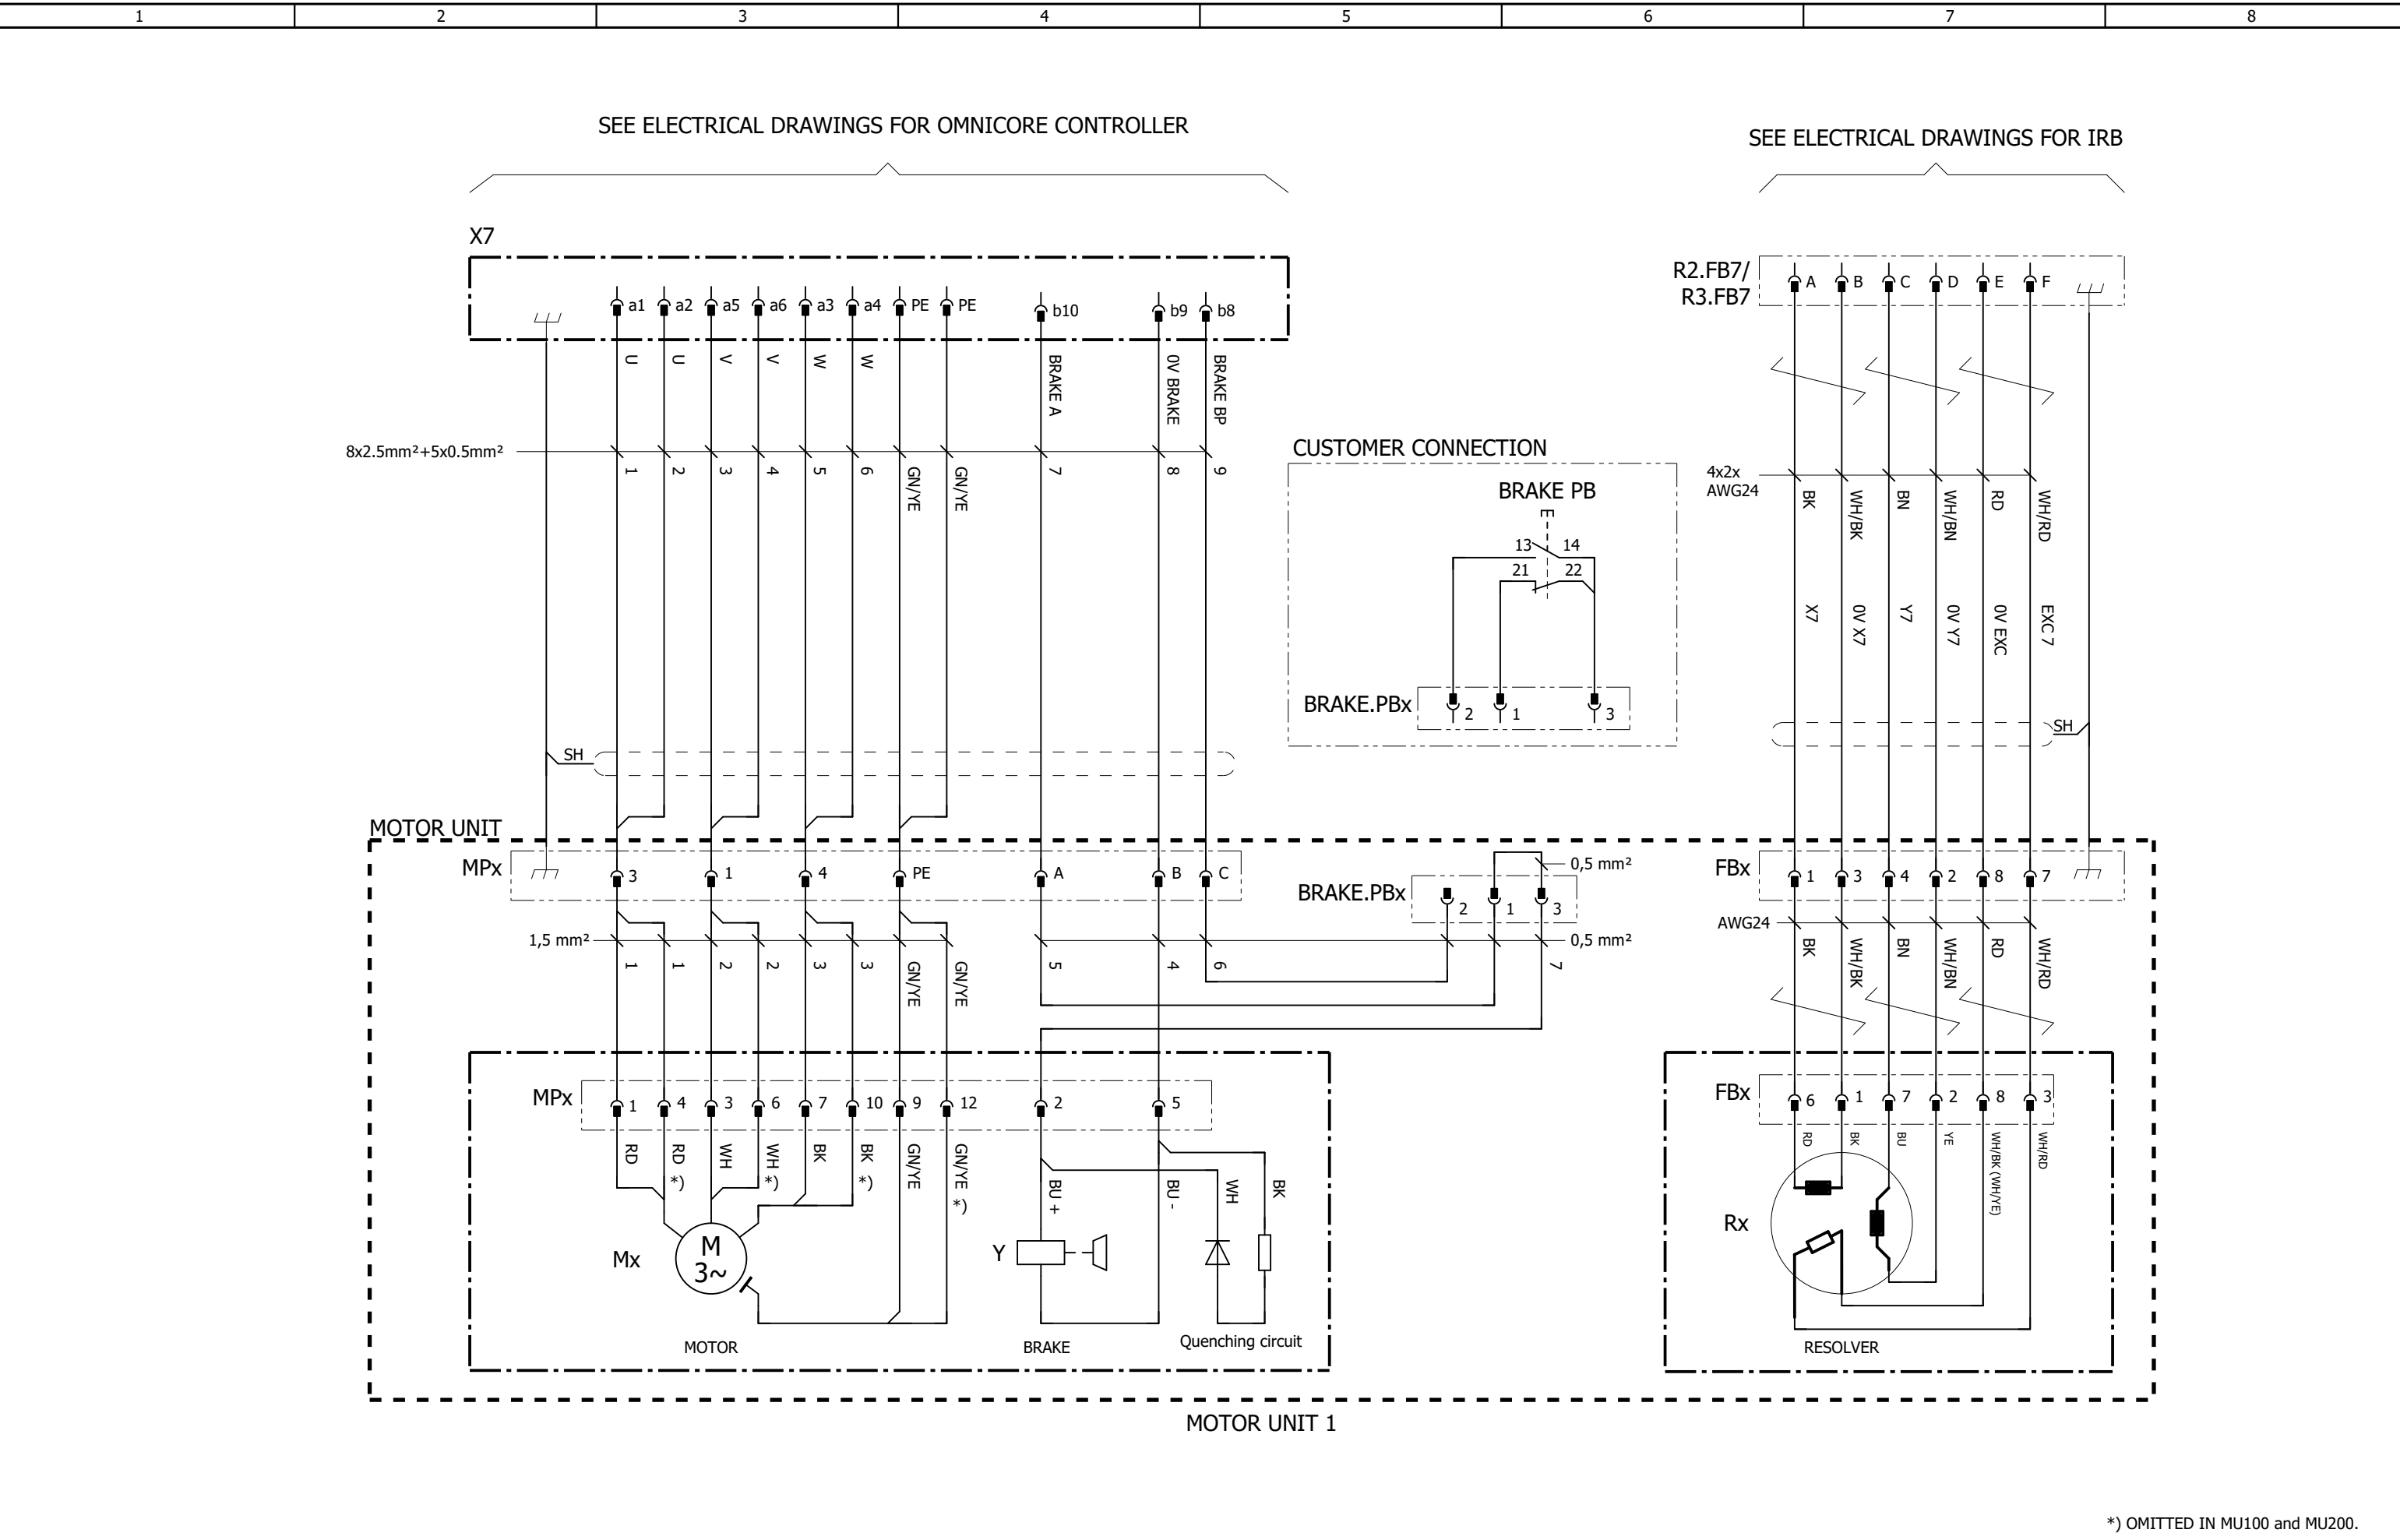 1 2 3 4 5 6 7 8
SEE ELECTRICAL DRAWINGS FOR OMNICORE CONTROLLER
SEE ELECTRICAL DRAWINGS FOR IRB
X7
R2.FB7/
R3.FB7
A B C D E F
a1 a2 a5 a6 a3 a4 PE PE b10 b9 b8
U U V V W W BRAKE A 0V BRAKE BRAKE BP
8x2.5mm²+5x0.5mm²
1 2 3 4 5 6 GN/YE GN/YE 7 8 9
CUSTOMER CONNECTION
BRAKE PB
13 14
21 22
BRAKE.PBx
2 1 3
4x2x
AWG24
BK WH/BK BN WH/BN RD WH/RD
X7 0V X7 Y7 0V Y7 0V EXC EXC 7
SH
SH
MOTOR UNIT
MPx
3 1 4 PE A B C
0,5 mm²
BRAKE.PBx
2 1 3
FBx
1 3 4 2 8 7
1,5 mm²
0,5 mm²
AWG24
1 1 2 2 3 3 GN/YE GN/YE 5 4 6 7
BK WH/BK BN WH/BN RD WH/RD
MPx
1 4 3 6 7 10 9 12 2 5
FBx
6 1 7 2 8 3
RD RD *) WH WH *) BK BK *) GN/YE GN/YE *) BU + BU - WH BK
RD BK BU YE WH/BK (WH/YE) WH/RD
Mx
M
3~
Y
Rx
MOTOR
BRAKE
Quenching circuit
RESOLVER
MOTOR UNIT 1
*) OMITTED IN MU100 and MU200.